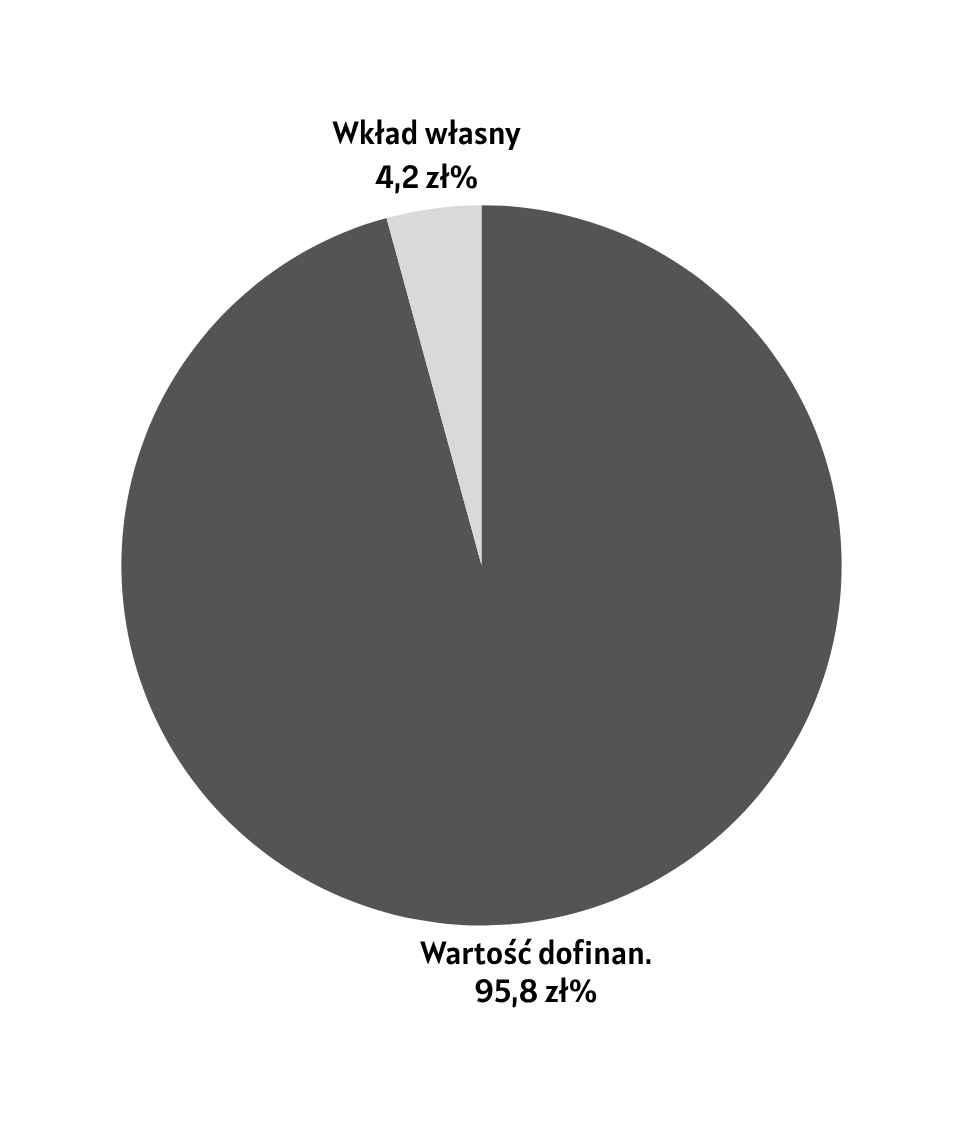 Wkład własny
4,2 zł%
Wartość dofinan.
95,8 zł%